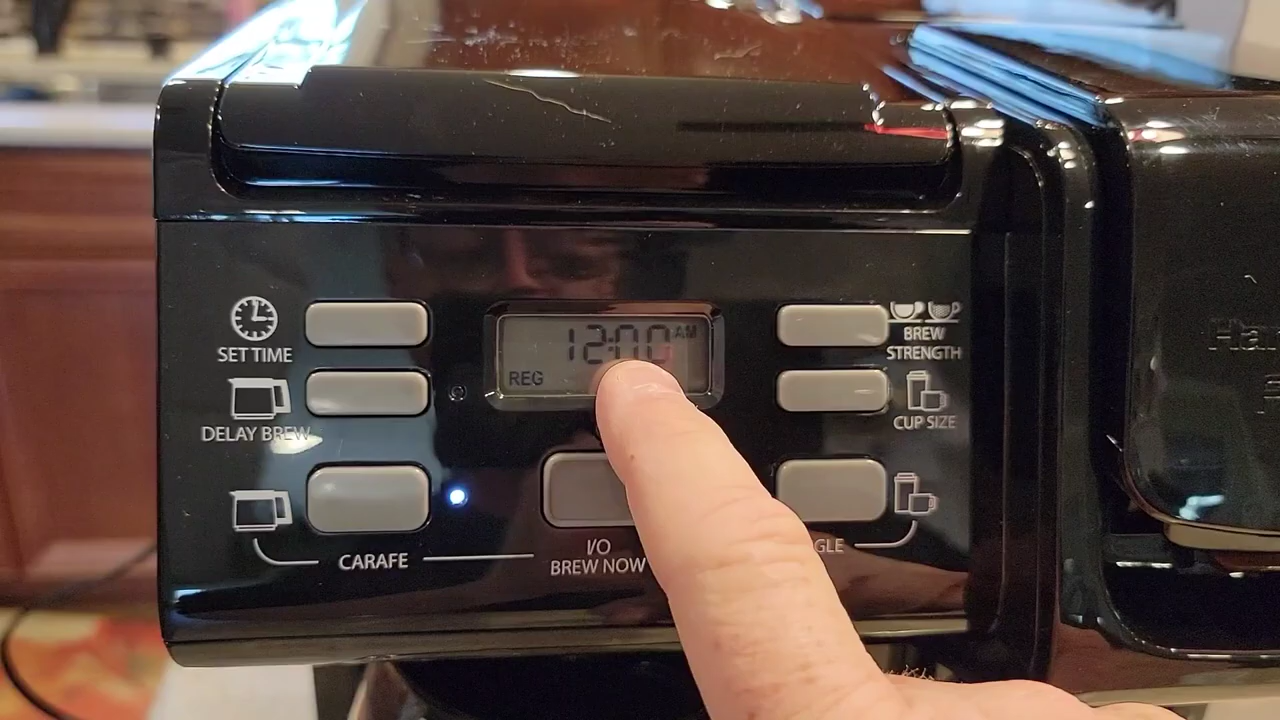 SET TIME
DELAY BREW
CARAFE
12:00 AM
REG
I/O
BREW NOW
BREW
STRENGTH
CUP SIZE